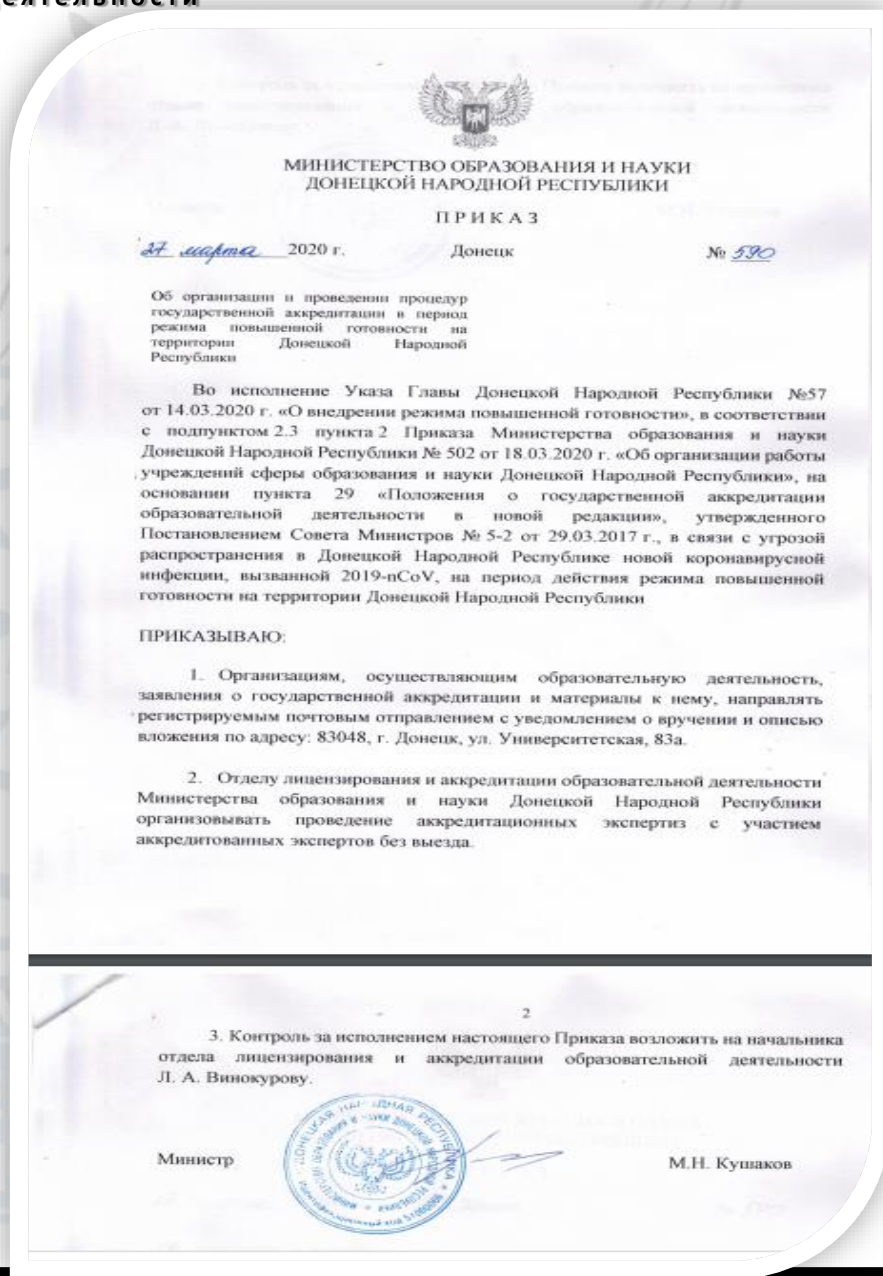 деятельности
МИНИСТЕРСТВО ОБРАЗОВАНИЯ И НАУКИ
ДОНЕЦКОЙ НАРОДНОЙ РЕСПУБЛИКИ
П Р И К А З
27 марта 2020 г. Донецк № 590
Об организации и проведении процедур
государственной аккредитации в период
режима повышенной готовности на
территории Донецкой Народной
Республики
Во исполнение Указа Главы Донецкой Народной Республики №57
от 14.03.2020 г. «О внедрении режима повышенной готовности», в соответствии
с подпунктом 2.3 пункта 2 Приказа Министерства образования и науки
Донецкой Народной Республики № 502 от 18.03.2020 г. «Об организации работы
учреждений сферы образования и науки Донецкой Народной Республики», на
основании пункта 29 «Положения о государственной аккредитации
образовательной деятельности в новой редакции», утвержденного
Постановлением Совета Министров № 5-2 от 29.03.2017 г., в связи с угрозой
распространения в Донецкой Народной Республике новой коронавирусной
инфекции, вызванной 2019-nCoV, на период действия режима повышенной
готовности на территории Донецкой Народной Республики
ПРИКАЗЫВАЮ:
1. Организациям, осуществляющим образовательную деятельность,
заявления о государственной аккредитации и материалы к нему, направлять
регистрируемым почтовым отправлением с уведомлением о вручении и описью
вложения по адресу: 83048, г. Донецк, ул. Университетская, 83а.
2. Отделу лицензирования и аккредитации образовательной деятельности
Министерства образования и науки Донецкой Народной Республики
организовывать проведение аккредитационных экспертиз с участием
аккредитованных экспертов без выезда.
2
3. Контроль за исполнением настоящего Приказа возложить на начальника
отдела лицензирования и аккредитации образовательной деятельности
Л. А. Винокурову.
Министр М.Н. Кушаков